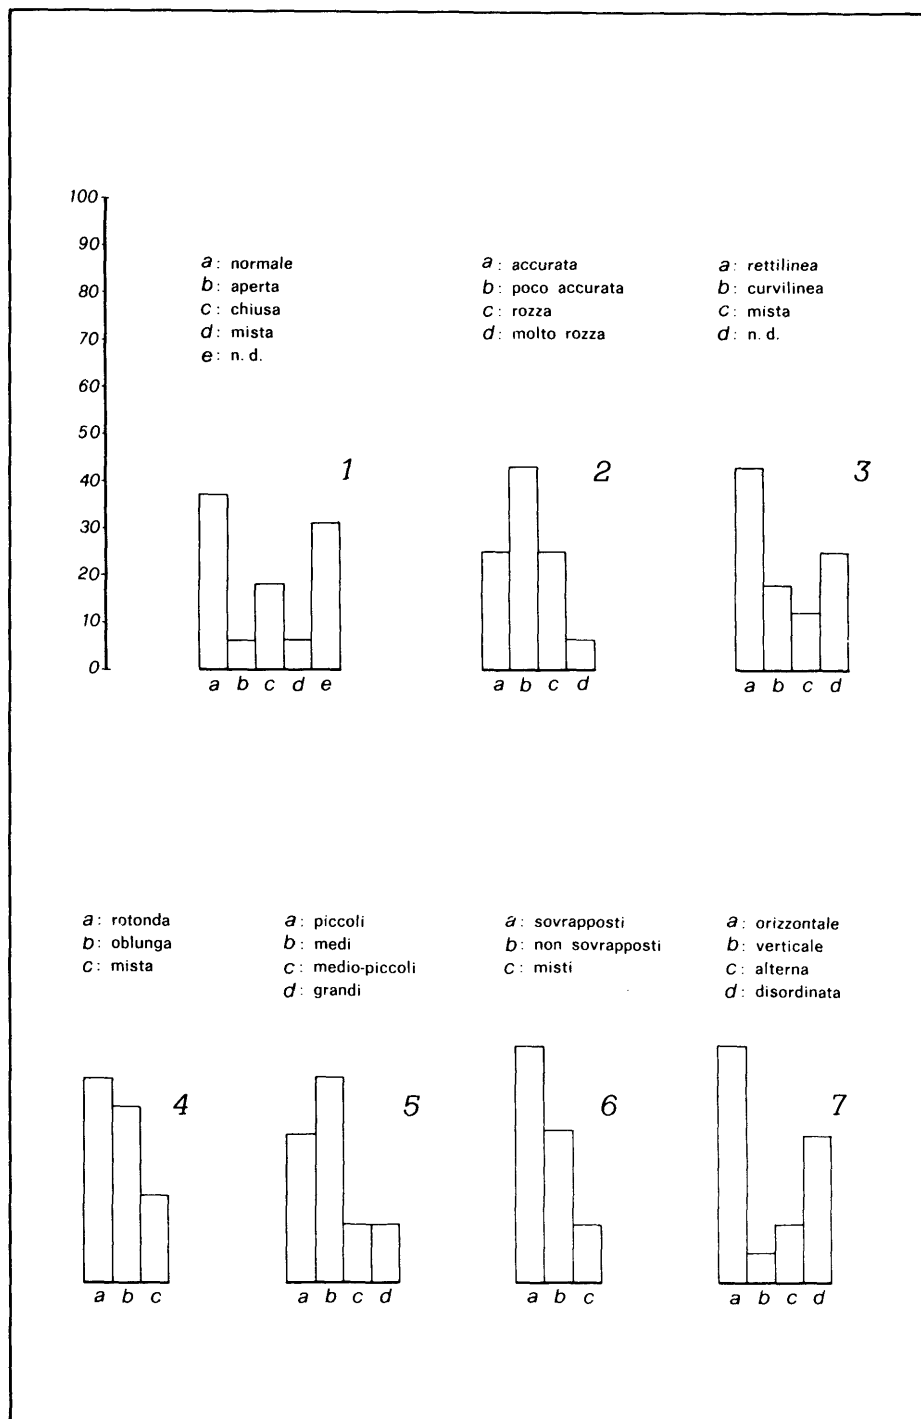 100
90
80
70
60
50
40
30
20
10
0
a: normale
b: aperta
c: chiusa
d: mista
e: n. d.
1
a b c d e
a: accurata
b: poco accurata
c: rozza
d: molto rozza
2
a b c d
a: rettilinea
b: curvilinea
c: mista
d: n. d.
3
a b c d
a: rotonda
b: oblunga
c: mista
4
a b c
a: piccoli
b: medi
c: medio-piccoli
d: grandi
5
a b c d
a: sovrapposti
b: non sovrapposti
c: misti
6
a b c
a: orizzontale
b: verticale
c: alterna
d: disordinata
7
a b c d